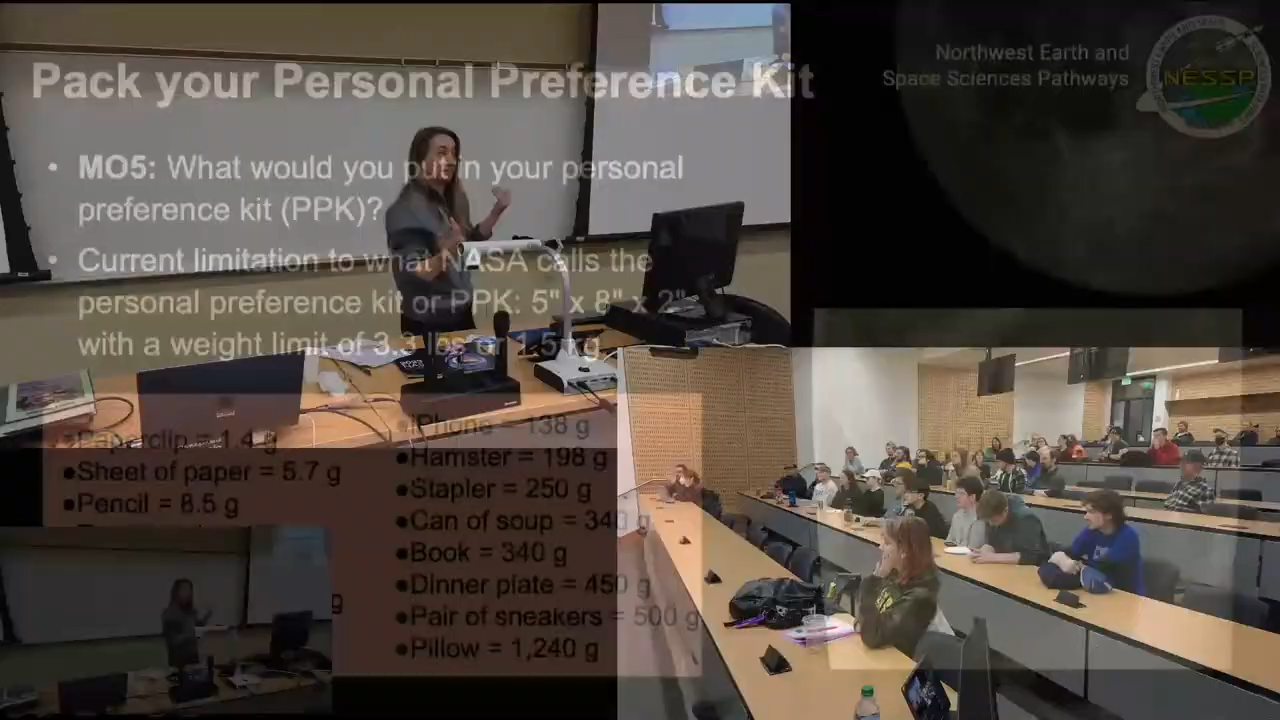 Northwest Earth and
Space Sciences Pathways
NESSP
Pack your Personal Preference Kit
• MO5: What would you put in your personal
preference kit (PPK)?
• Current limitation to what NASA calls the
personal preference kit or PPK: 5" x 8" x 2"
with a weight limit of 3.3 lbs or 1.5 kg
●Paperclip = 1.4 g
●Sheet of paper = 5.7 g
●Pencil = 8.5 g
●iPhone = 138 g
●Hamster = 198 g
●Stapler = 250 g
●Can of soup = 340 g
●Book = 340 g
●Dinner plate = 450 g
●Pair of sneakers = 500 g
●Pillow = 1,240 g